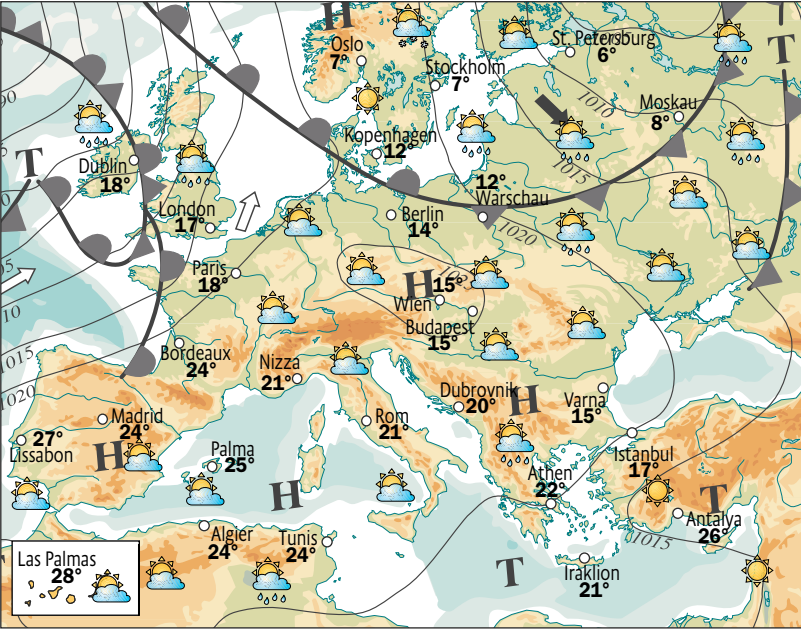 H
Oslo
7°
St. Petersburg
6°
T
Stockholm
7°
1010
Moskau
8°
Kopenhagen
12°
T
Dublin
18°
1015
12°
Warschau
London
17°
Berlin
14°
1020
Paris
18°
H
15°
Wien
1010
Budapest
15°
1015
Bordeaux
24°
Nizza
21°
1020
Dubrovnik
20°
H
Varna
15°
Madrid
24°
Rom
21°
27°
Lissabon
H
Palma
25°
Istanbul
17°
Athen
22°
H
T
Antalya
26°
Algier
24°
Tunis
24°
1015
Las Palmas
28°
T
Iraklion
21°